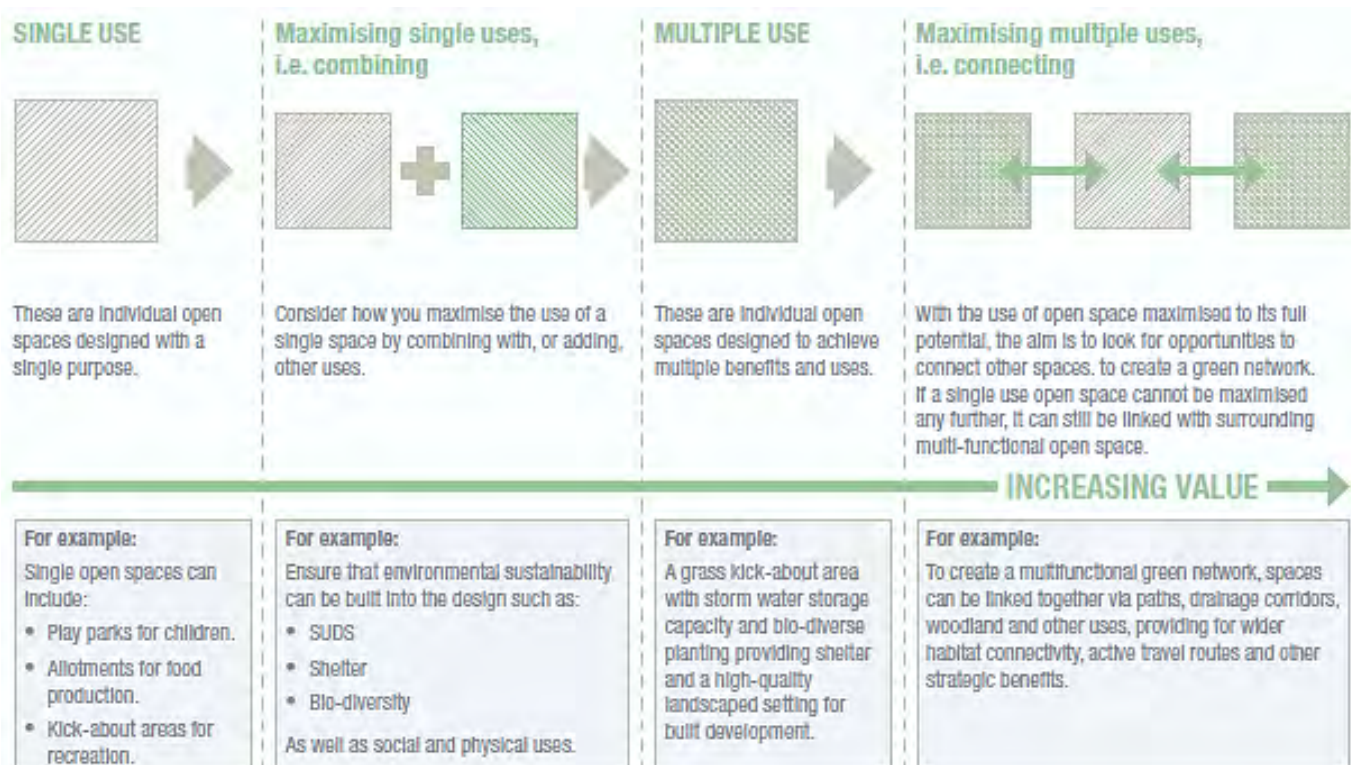 SINGLE USE
Maximising single uses,
i.e. combining
MULTIPLE USE
Maximising multiple uses,
i.e. connecting
These are individual open
spaces designed with a
single purpose.
Consider how you maximise the use of a
single space by combining with, or adding,
other uses.
These are individual open
spaces designed to achieve
multiple benefits and uses.
With the use of open space maximised to its full
potential, the aim is to look for opportunities to
connect other spaces. to create a green network.
If a single use open space cannot be maximised
any further, it can still be linked with surrounding
multi-functional open space.
INCREASING VALUE
For example:
Single open spaces can
include:
• Play parks for children.
• Allotments for food
production.
• Kick-about areas for
recreation.
For example:
Ensure that environmental sustainability
can be built into the design such as:
• SUDS
• Shelter
• Bio-diversity
As well as social and physical uses.
For example:
A grass kick-about area
with storm water storage
capacity and bio-diverse
planting providing shelter
and a high-quality
landscaped setting for
built development.
For example:
To create a multifunctional green network, spaces
can be linked together via paths, drainage corridors,
woodland and other uses, providing for wider
habitat connectivity, active travel routes and other
strategic benefits.